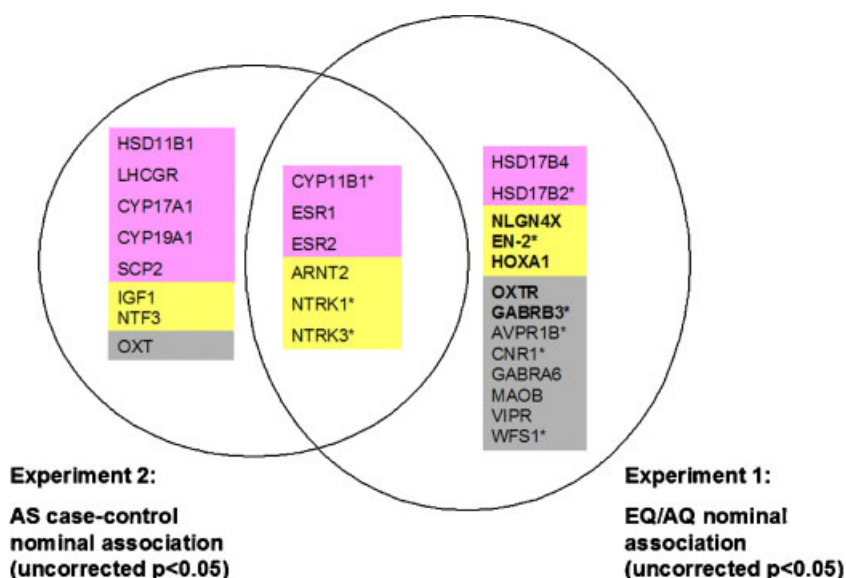 HSD11B1
LHCGR
CYP17A1
CYP19A1
SCP2
IGF1
NTF3
OXT
CYP11B1*
ESR1
ESR2
ARNT2
NTRK1*
NTRK3*
HSD17B4
HSD17B2*
NLGN4X
EN-2*
HOXA1
OXTR
GABRB3*
AVPR1B*
CNR1*
GABRA6
MAOB
VIPR
WFS1*
Experiment 2:
AS case-control
nominal association
(uncorrected p<0.05)
Experiment 1:
EQ/AQ nominal
association
(uncorrected p<0.05)